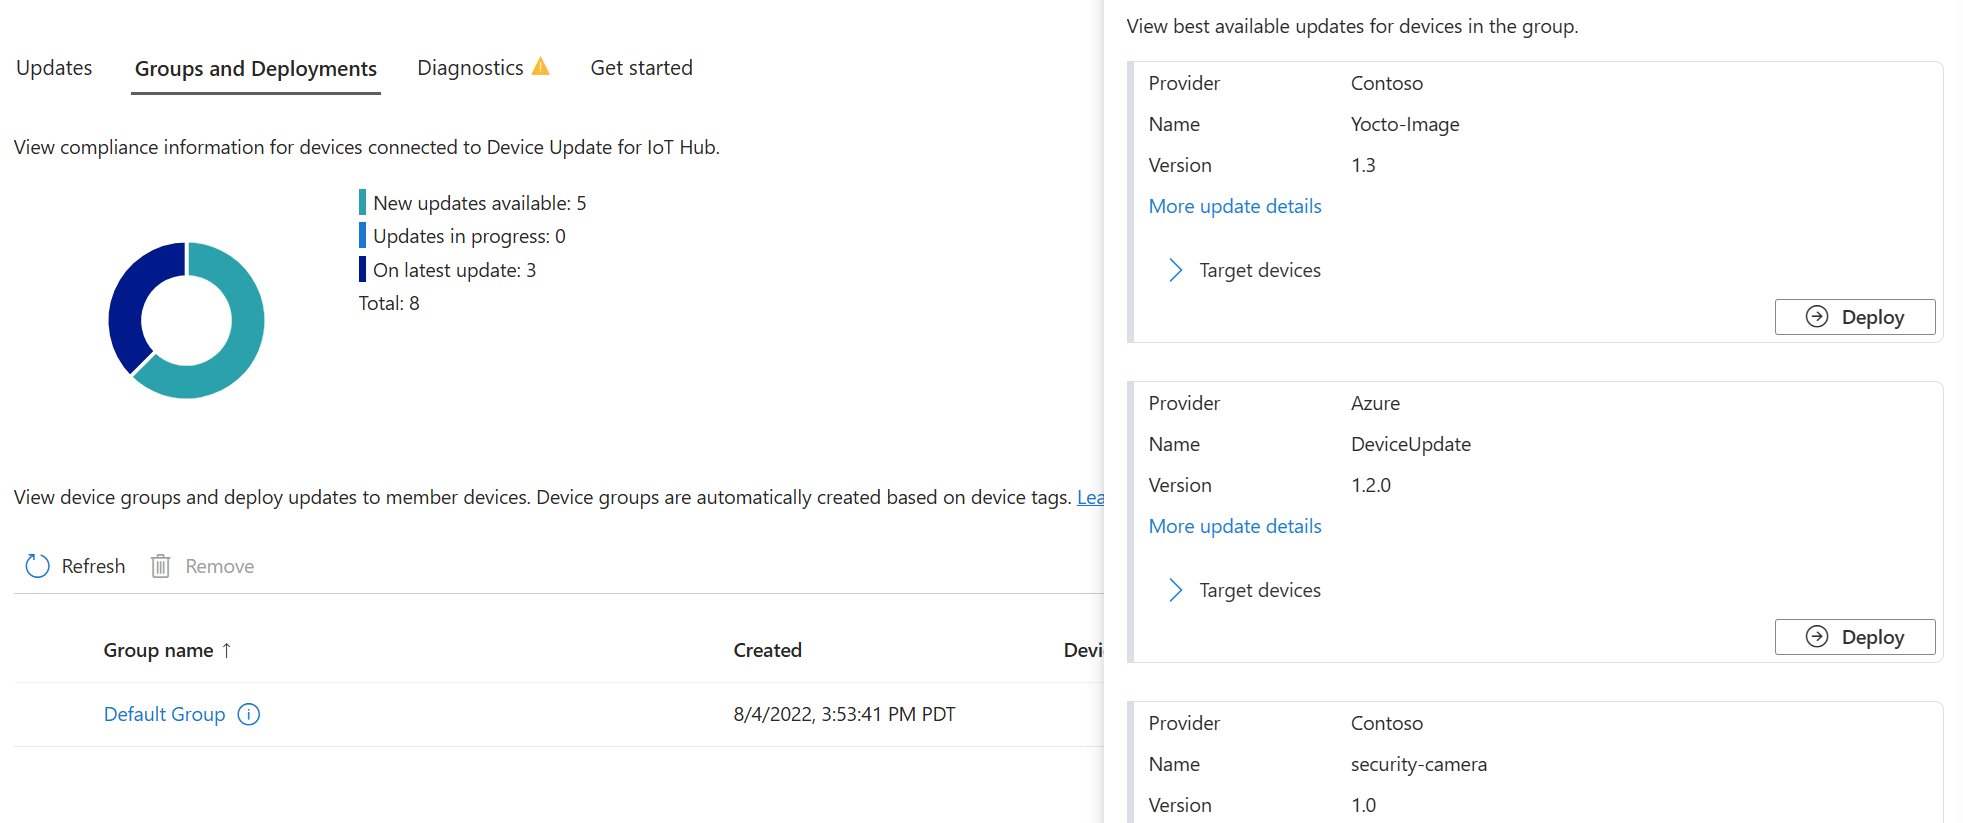 Updates
Groups and Deployments
Diagnostics
Get started
View compliance information for devices connected to Device Update for IoT Hub.
New updates available: 5
Updates in progress: 0
On latest update: 3
Total: 8
View device groups and deploy updates to member devices. Device groups are automatically created based on device tags. Lea
Refresh
Remove
Group name ↑
Created
Devi
Default Group
8/4/2022, 3:53:41 PM PDT
View best available updates for devices in the group.
Provider Contoso
Name Yocto-Image
Version 1.3
More update details
Target devices
Deploy
Provider Azure
Name DeviceUpdate
Version 1.2.0
More update details
Target devices
Deploy
Provider Contoso
Name security-camera
Version 1.0